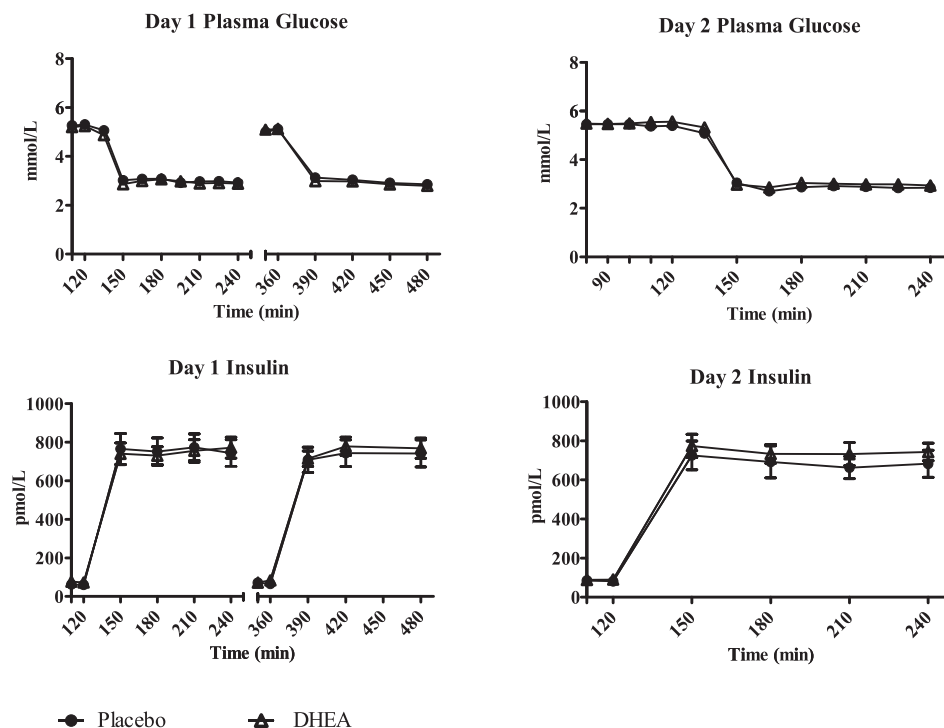 Day 1 Plasma Glucose
mmol/L
8
6
4
2
0
120 150 180 210 240 360 390 420 450 480
Time (min)
Day 2 Plasma Glucose
mmol/L
8
6
4
2
0
90 120 150 180 210 240
Time (min)
Day 1 Insulin
pmol/L
1000
800
600
400
200
0
120 150 180 210 240 360 390 420 450 480
Time (min)
Day 2 Insulin
pmol/L
1000
800
600
400
200
0
120 150 180 210 240
Time (min)
Placebo DHEA